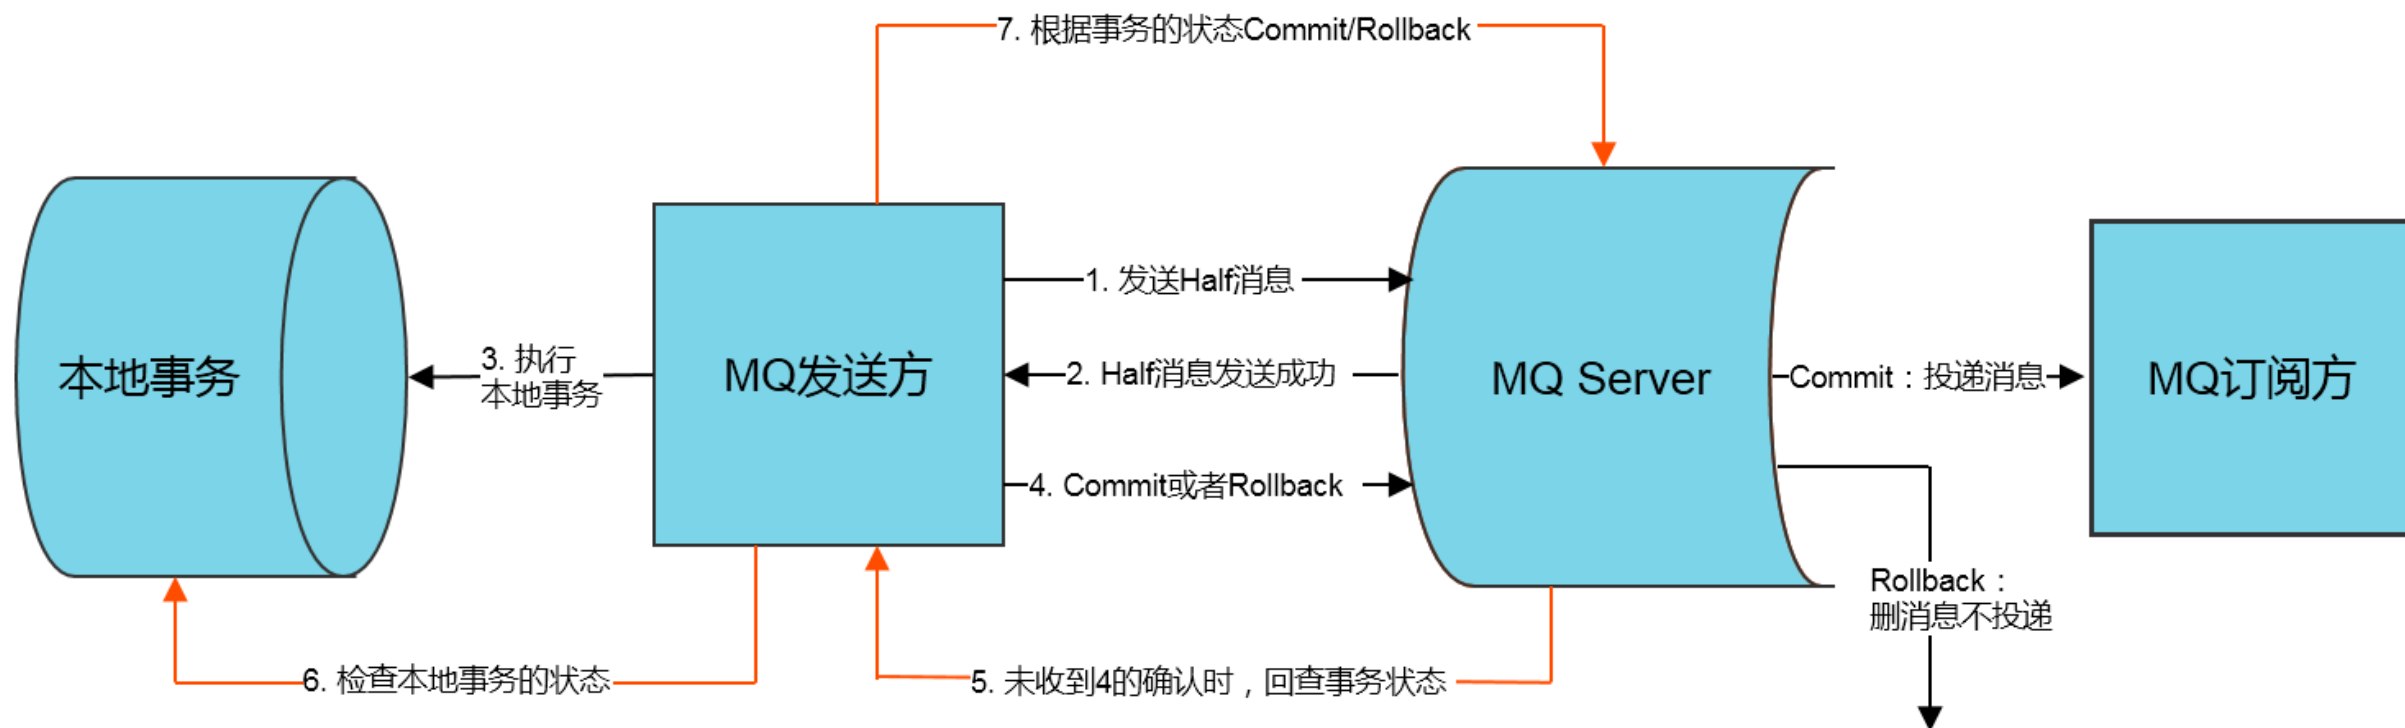 7. 根据事务的状态Commit/Rollback
1. 发送Half消息
本地事务
3. 执行
本地事务
MQ发送方
2. Half消息发送成功
MQ Server
Commit：投递消息
MQ订阅方
4. Commit或者Rollback
Rollback：
删消息不投递
6. 检查本地事务的状态
5. 未收到4的确认时，回查事务状态